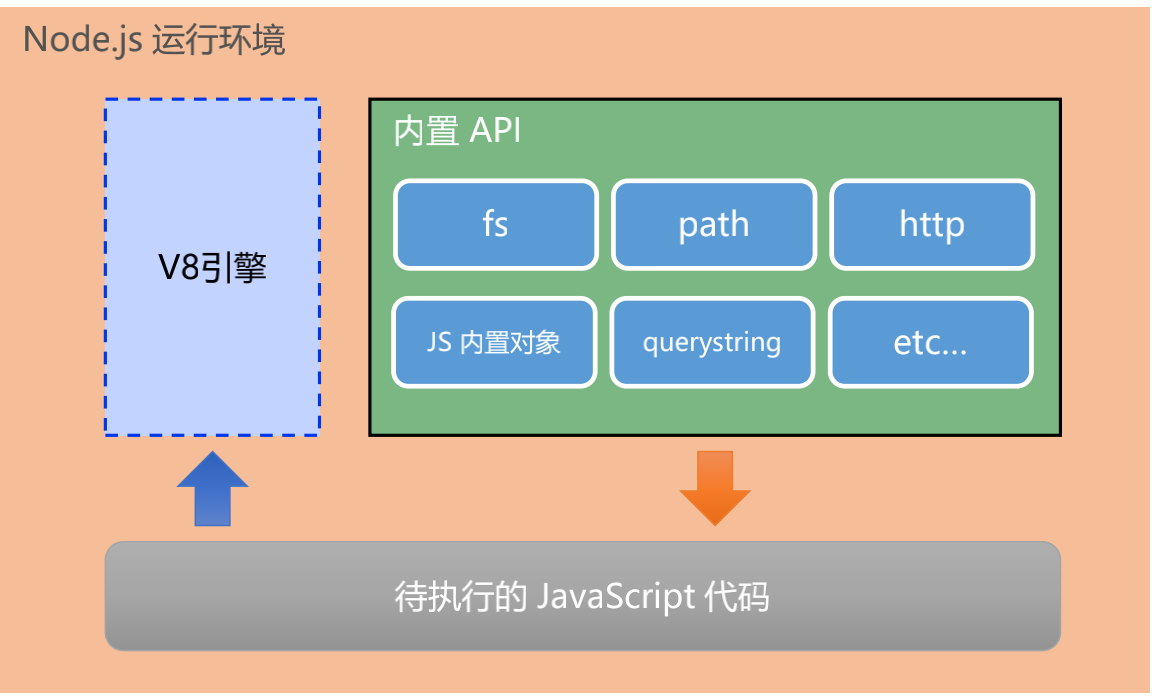 Node.js 运行环境
V8引擎
内置 API
fs
path
http
JS 内置对象
querystring
etc...
待执行的 JavaScript 代码